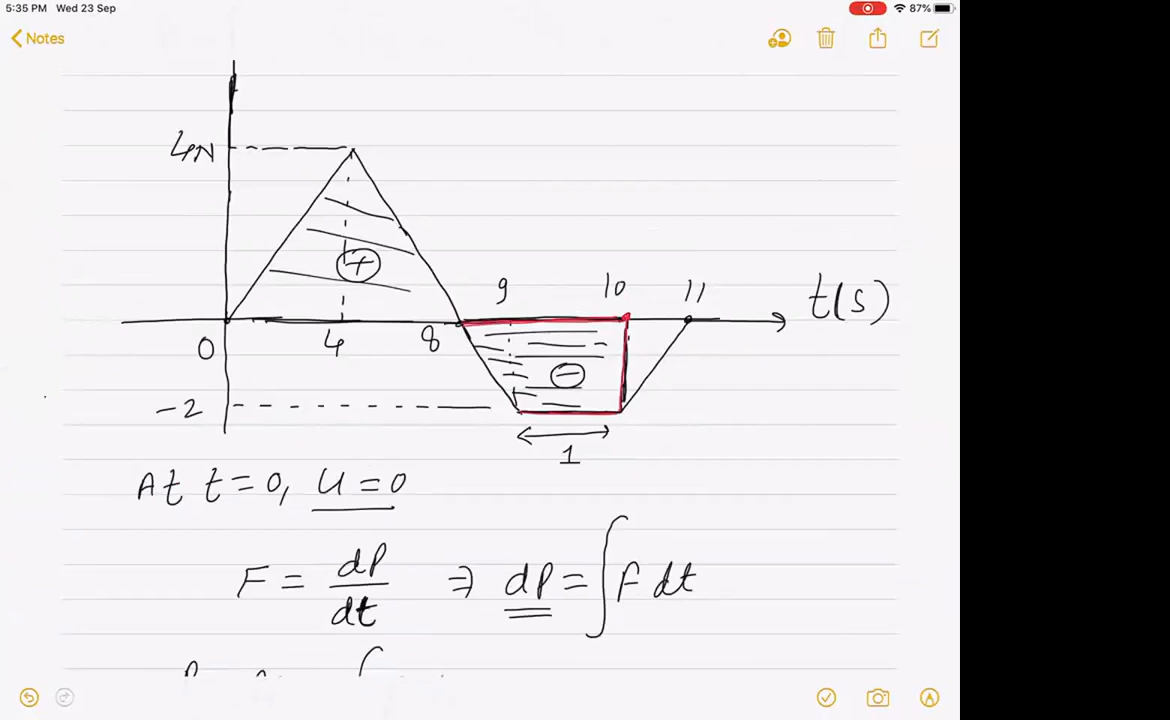 5:35 PM Wed 23 Sep 87%
Notes
4N
+
9 10 11 t(s)
0 4 8
−
-2
1
At t=0, u=0
F = dP/dt ⇒ dP = ∫F dt